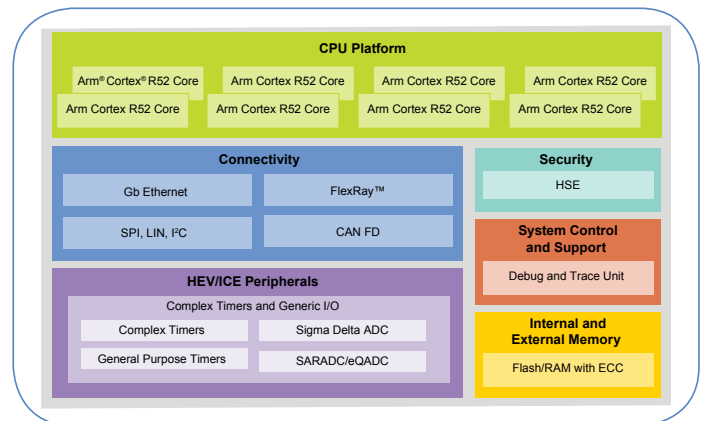 CPU Platform
Arm® Cortex® R52 Core
Arm Cortex R52 Core
Arm Cortex R52 Core
Arm Cortex R52 Core
Arm Cortex R52 Core
Arm Cortex R52 Core
Arm Cortex R52 Core
Arm Cortex R52 Core
Connectivity
Gb Ethernet
FlexRay™
SPI, LIN, I²C
CAN FD
HEV/ICE Peripherals
Complex Timers and Generic I/O
Complex Timers
Sigma Delta ADC
General Purpose Timers
SARADC/eQADC
Security
HSE
System Control
and Support
Debug and Trace Unit
Internal and
External Memory
Flash/RAM with ECC